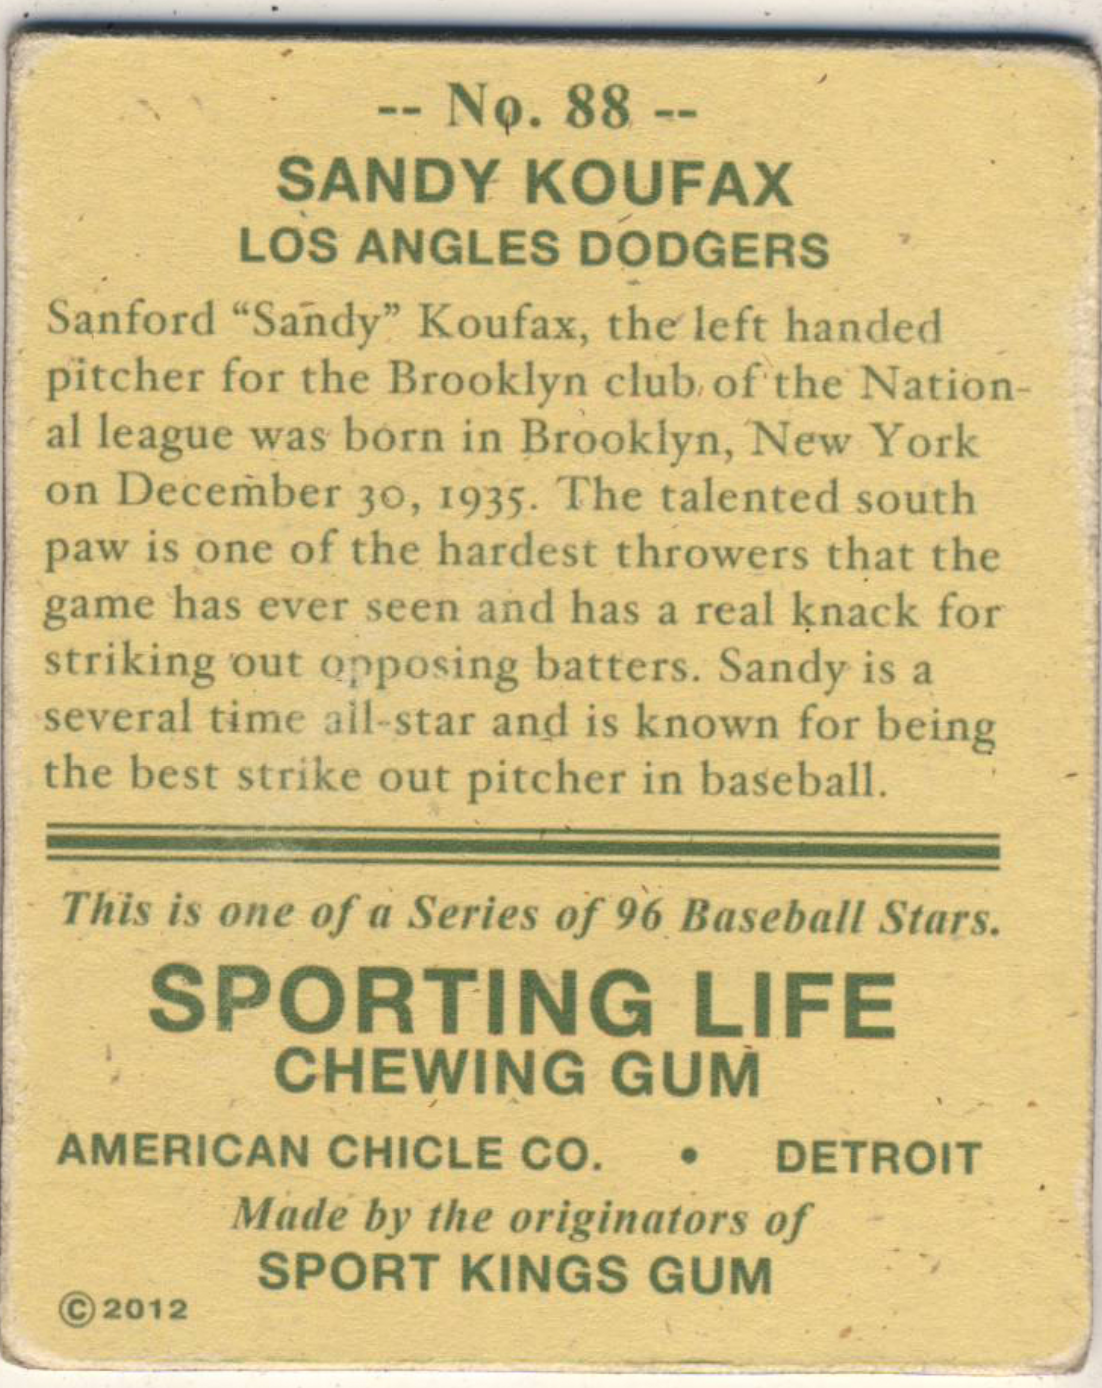 -- No. 88 --
SANDY KOUFAX
LOS ANGLES DODGERS
Sanford “Sandy” Koufax, the left handed
pitcher for the Brooklyn club of the Nation-
al league was born in Brooklyn, New York
on December 30, 1935. The talented south
paw is one of the hardest throwers that the
game has ever seen and has a real knack for
striking out opposing batters. Sandy is a
several time all-star and is known for being
the best strike out pitcher in baseball.
This is one of a Series of 96 Baseball Stars.
SPORTING LIFE
CHEWING GUM
AMERICAN CHICLE CO. • DETROIT
Made by the originators of
SPORT KINGS GUM
©2012